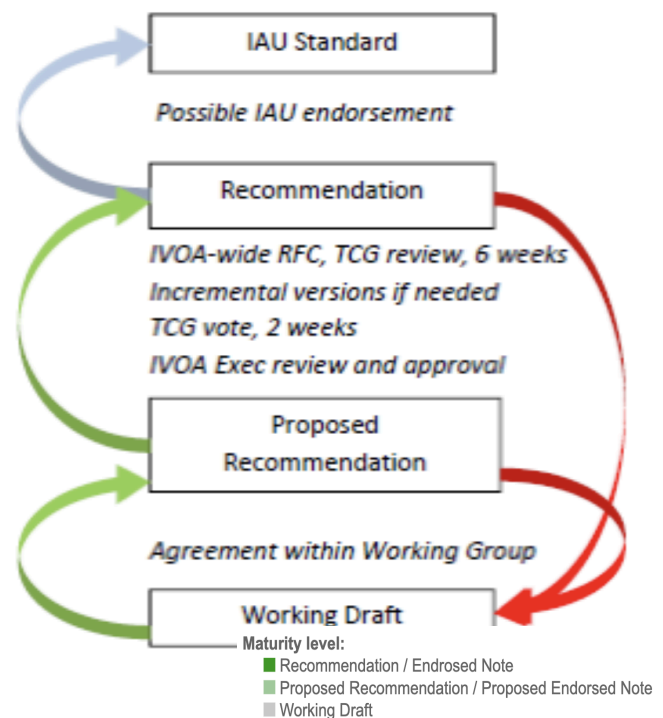 IAU Standard
Possible IAU endorsement
Recommendation
IVOA-wide RFC, TCG review, 6 weeks
Incremental versions if needed
TCG vote, 2 weeks
IVOA Exec review and approval
Proposed
Recommendation
Agreement within Working Group
Working Draft
Maturity level:
Recommendation / Endrosed Note
Proposed Recommendation / Proposed Endorsed Note
Working Draft